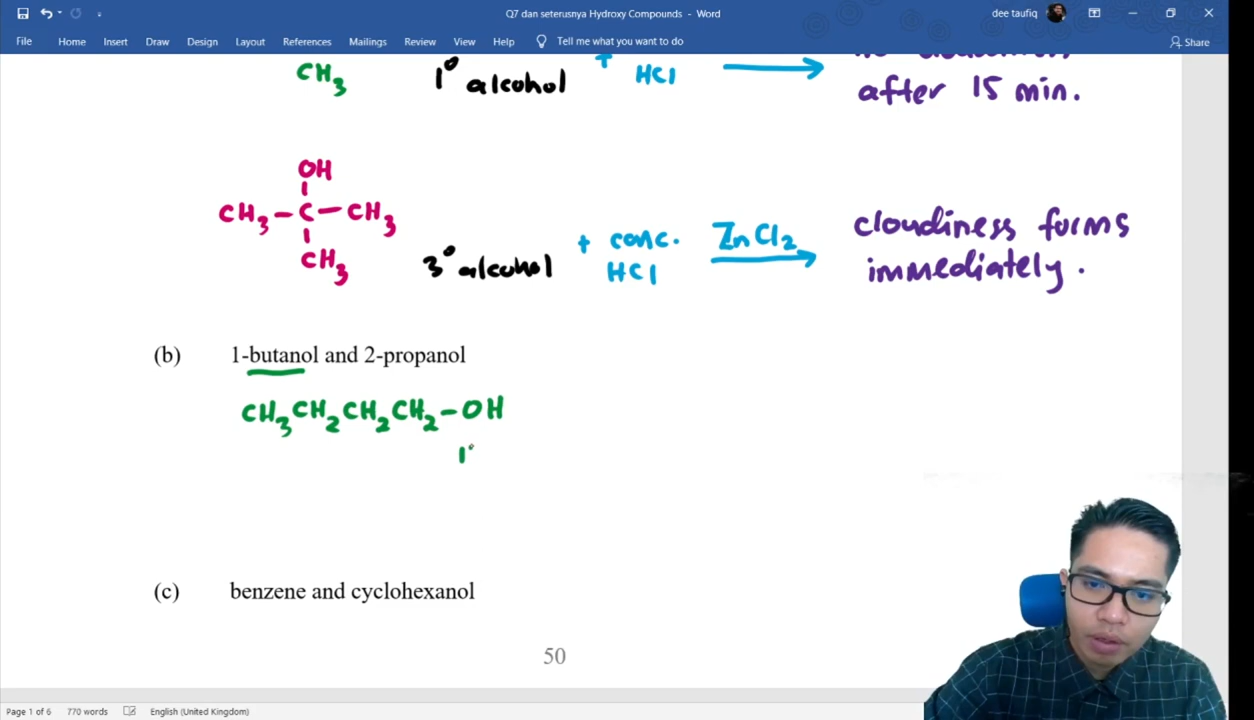 Q7 dan seterusnya Hydroxy Compounds - Word
dee taufiq
File Home Insert Draw Design Layout References Mailings Review View Help Tell me what you want to do Share
CH3 1° alcohol + HCl
after 15 min.
OH
CH3-C-CH3
CH3
3° alcohol + conc. HCl ZnCl2
cloudiness forms
immediately.
(b) 1-butanol and 2-propanol
CH3CH2CH2CH2-OH
1°
(c) benzene and cyclohexanol
50
Page 1 of 6 770 words English (United Kingdom)